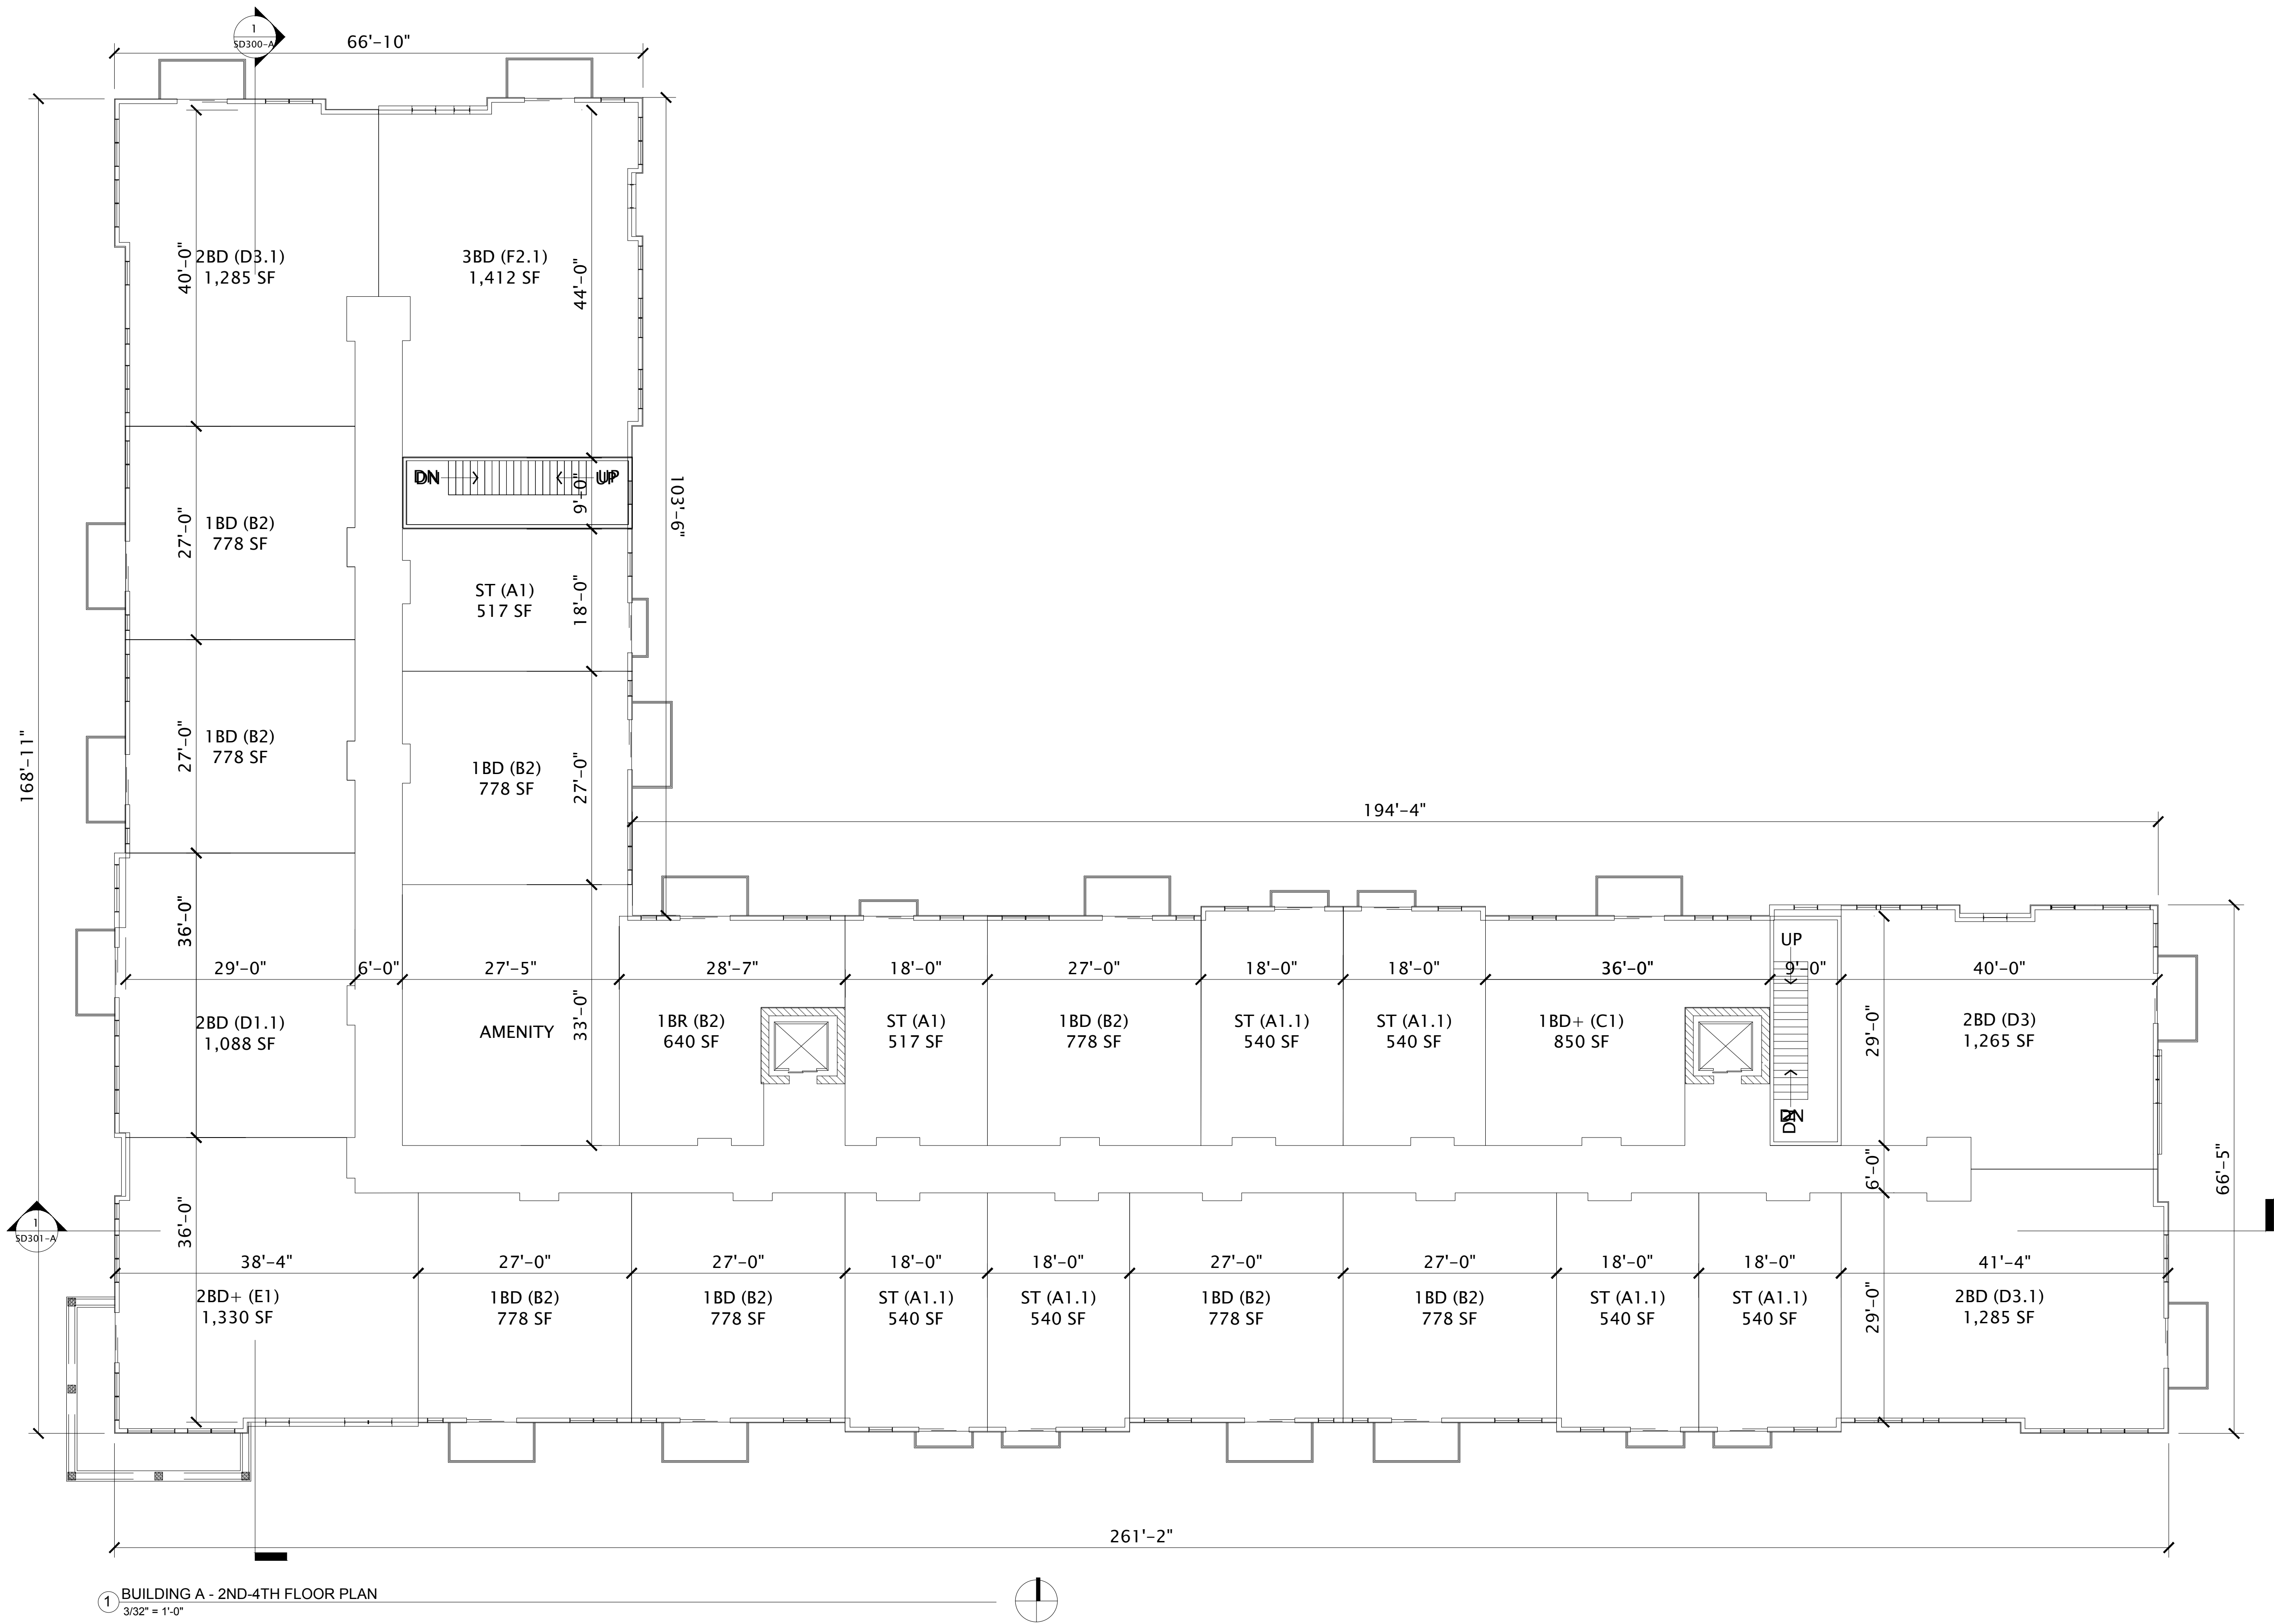 1
SD300-A
66'-10"
2BD (D3.1)
1,285 SF
40'-0"
3BD (F2.1)
1,412 SF
44'-0"
DN
UP
9'-0"
103'-6"
1BD (B2)
778 SF
27'-0"
ST (A1)
517 SF
18'-0"
168'-11"
1BD (B2)
778 SF
27'-0"
1BD (B2)
778 SF
27'-0"
194'-4"
36'-0"
UP
29'-0"
6'-0"
27'-5"
28'-7"
18'-0"
27'-0"
18'-0"
18'-0"
36'-0"
9'-0"
40'-0"
2BD (D1.1)
1,088 SF
AMENITY
33'-0"
1BR (B2)
640 SF
ST (A1)
517 SF
1BD (B2)
778 SF
ST (A1.1)
540 SF
ST (A1.1)
540 SF
1BD+ (C1)
850 SF
29'-0"
2BD (D3)
1,265 SF
DN
DN
6'-0"
66'-5"
1
SD301-A
36'-0"
38'-4"
27'-0"
27'-0"
18'-0"
18'-0"
27'-0"
27'-0"
18'-0"
18'-0"
41'-4"
2BD+ (E1)
1,330 SF
1BD (B2)
778 SF
1BD (B2)
778 SF
ST (A1.1)
540 SF
ST (A1.1)
540 SF
1BD (B2)
778 SF
1BD (B2)
778 SF
ST (A1.1)
540 SF
ST (A1.1)
540 SF
29'-0"
2BD (D3.1)
1,285 SF
261'-2"
1
BUILDING A - 2ND-4TH FLOOR PLAN
3/32" = 1'-0"